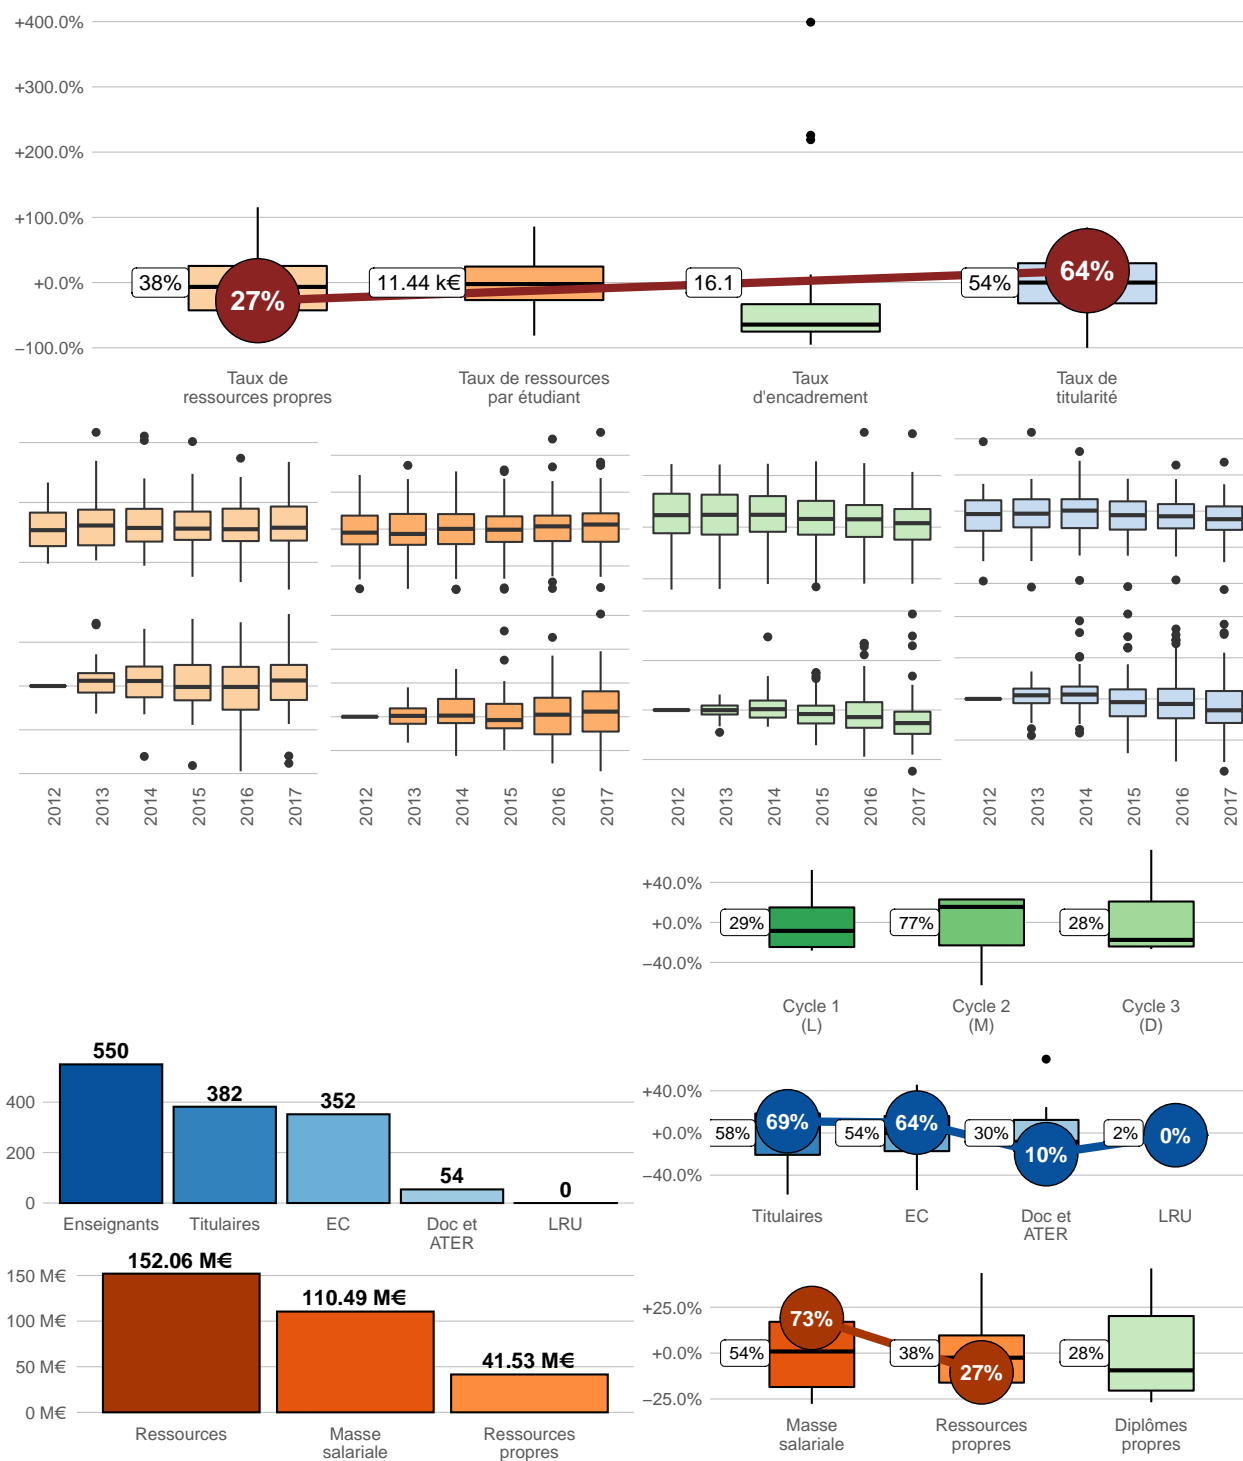 +400.0%
+300.0%
+200.0%
+100.0%
+0.0%
−100.0%
38%
27%
11.44 k€
16.1
54%
64%
Taux de
ressources propres
Taux de ressources
par étudiant
Taux
d'encadrement
Taux de
titularité
2012
2013
2014
2015
2016
2017
2012
2013
2014
2015
2016
2017
2012
2013
2014
2015
2016
2017
2012
2013
2014
2015
2016
2017
+40.0%
+0.0%
−40.0%
29%
77%
28%
Cycle 1
(L)
Cycle 2
(M)
Cycle 3
(D)
400
200
0
550
382
352
54
0
Enseignants
Titulaires
EC
Doc et
ATER
LRU
+40.0%
+0.0%
−40.0%
58%
69%
54%
64%
30%
10%
2%
0%
Titulaires
EC
Doc et
ATER
LRU
150 M€
100 M€
50 M€
0 M€
152.06 M€
110.49 M€
41.53 M€
Ressources
Masse
salariale
Ressources
propres
+25.0%
+0.0%
−25.0%
54%
73%
38%
27%
28%
Masse
salariale
Ressources
propres
Diplômes
propres